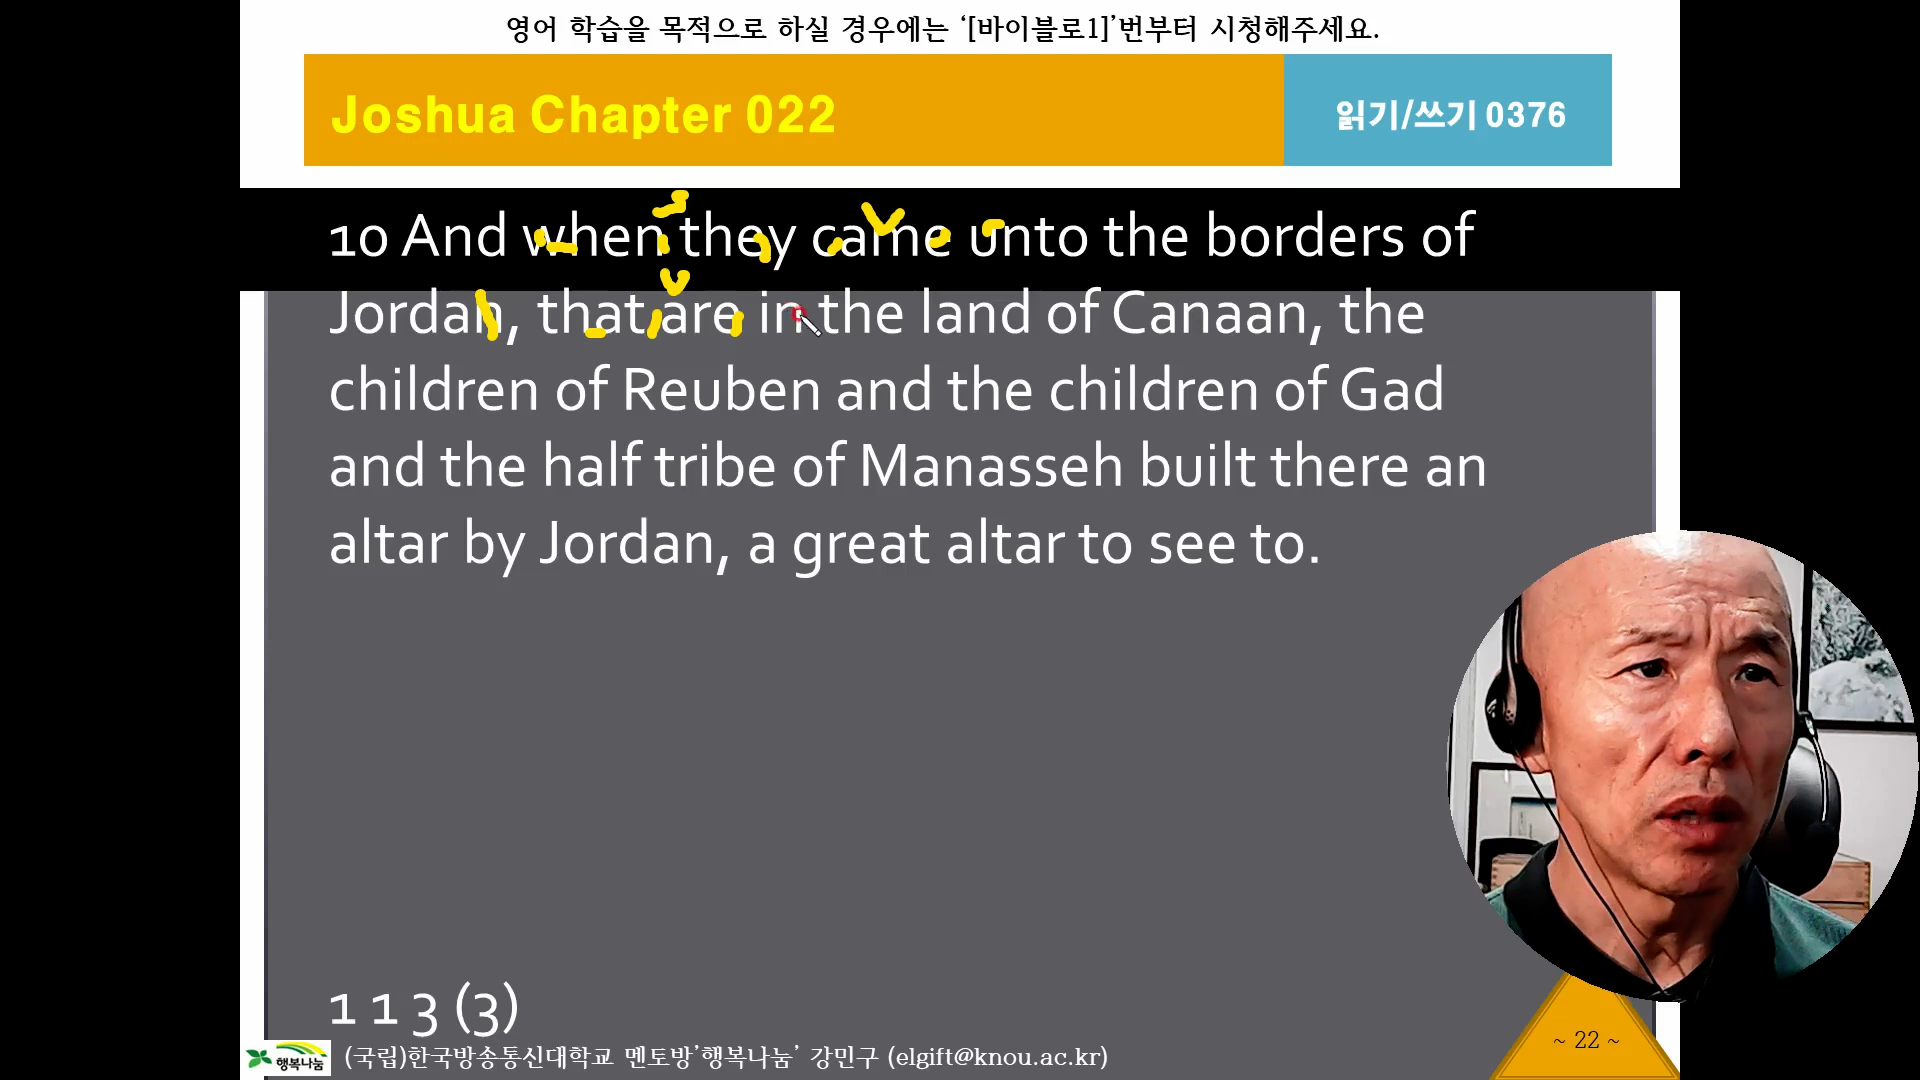 영어 학습을 목적으로 하실 경우에는 ‘[바이블로1]’번부터 시청해주세요.
Joshua Chapter 022
읽기/쓰기 0376
10 And when they came unto the borders of
Jordan, that are in the land of Canaan, the
children of Reuben and the children of Gad
and the half tribe of Manasseh built there an
altar by Jordan, a great altar to see to.
1 1 3 (3)
행복나눔
(국립)한국방송통신대학교 멘토방’행복나눔’ 강민구 (elgift@knou.ac.kr)
~ 22 ~